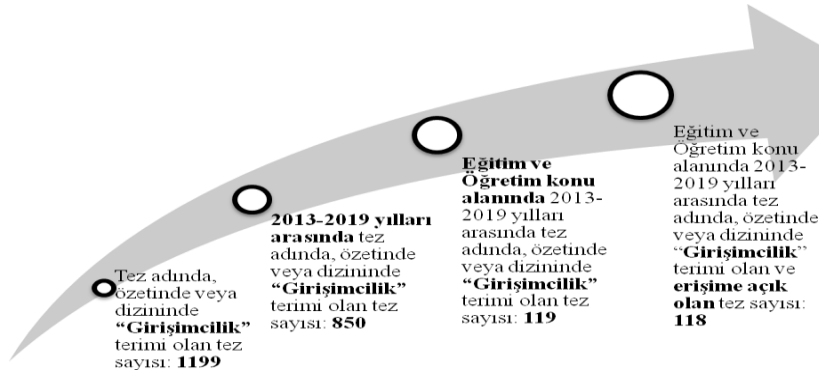 Tez adında,
özetinde veya
dizininde
“Girişimcilik”
terimi olan tez
sayısı: 1199
2013-2019 yılları
arasında tez
adında, özetinde
veya dizininde
“Girişimcilik”
terimi olan tez
sayısı: 850
Eğitim ve
Öğretim konu
alanında 2013-
2019 yılları
arasında tez
adında, özetinde
veya dizininde
“Girişimcilik”
terimi olan tez
sayısı: 119
Eğitim ve
Öğretim konu
alanında 2013-
2019 yılları
arasında tez
adında, özetinde
veya dizininde
“Girişimcilik”
terimi olan ve
erişime açık
olan tez sayısı:
118